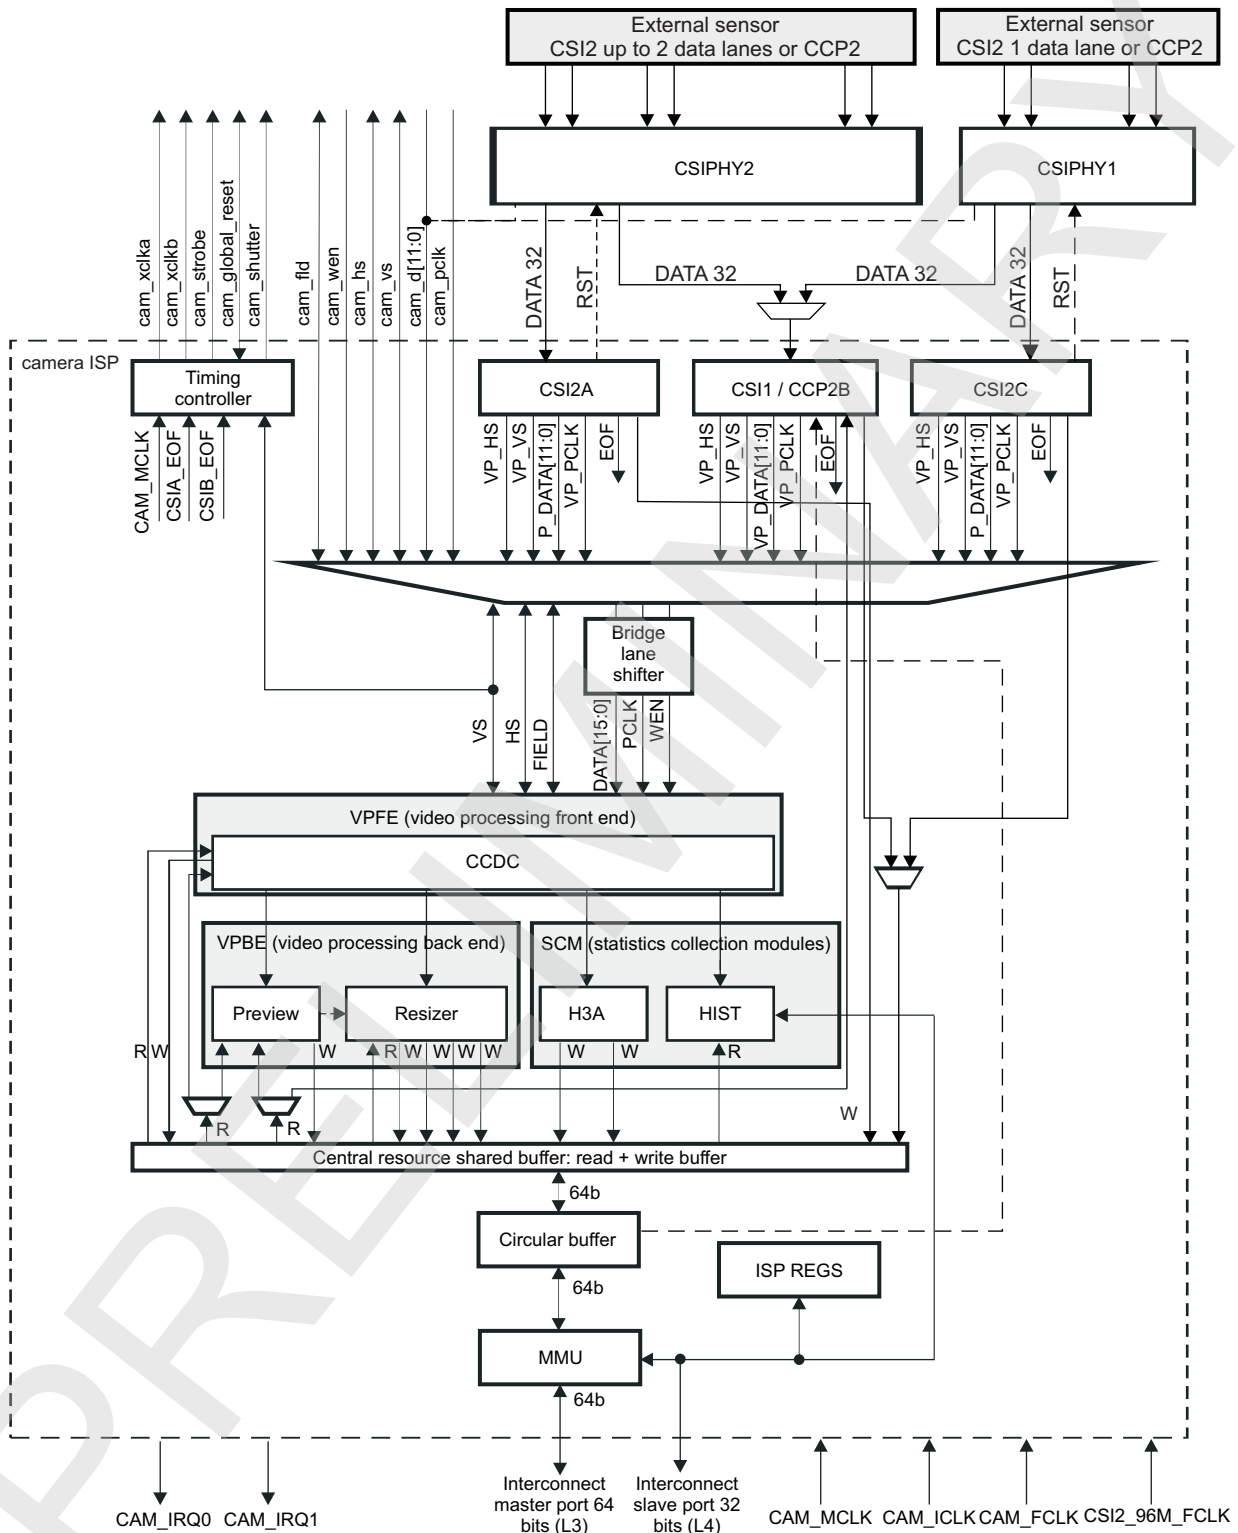 External sensor
CSI2 up to 2 data lanes or CCP2
External sensor
CSI2 1 data lane or CCP2
CSIPHY2
CSIPHY1
cam_xclka
cam_xclkb
cam_strobe
cam_global_reset
cam_shutter
cam_fld
cam_wen
cam_hs
cam_vs
cam_d[11:0]
cam_pclk
DATA 32
RST
DATA 32
DATA 32
DATA 32
RST
camera ISP
Timing
controller
CSI2A
CSI1 / CCP2B
CSI2C
CAM_MCLK
CSIA_EOF
CSIB_EOF
VP_HS
VP_VS
P_DATA[11:0]
VP_PCLK
EOF
VP_HS
VP_VS
VP_DATA[11:0]
VP_PCLK
EOF
VP_HS
VP_VS
P_DATA[11:0]
VP_PCLK
EOF
Bridge
lane
shifter
VS
HS
FIELD
DATA[15:0]
PCLK
WEN
VPFE (video processing front end)
CCDC
VPBE (video processing back end)
SCM (statistics collection modules)
Preview
Resizer
H3A
HIST
R W
W
R W W W W
W
W
R
R
R
W
Central resource shared buffer: read + write buffer
64b
Circular buffer
ISP REGS
64b
MMU
64b
Interconnect
master port 64
bits (L3)
Interconnect
slave port 32
bits (L4)
CAM_IRQ0
CAM_IRQ1
CAM_MCLK
CAM_ICLK
CAM_FCLK
CSI2_96M_FCLK
PRELIMINARY